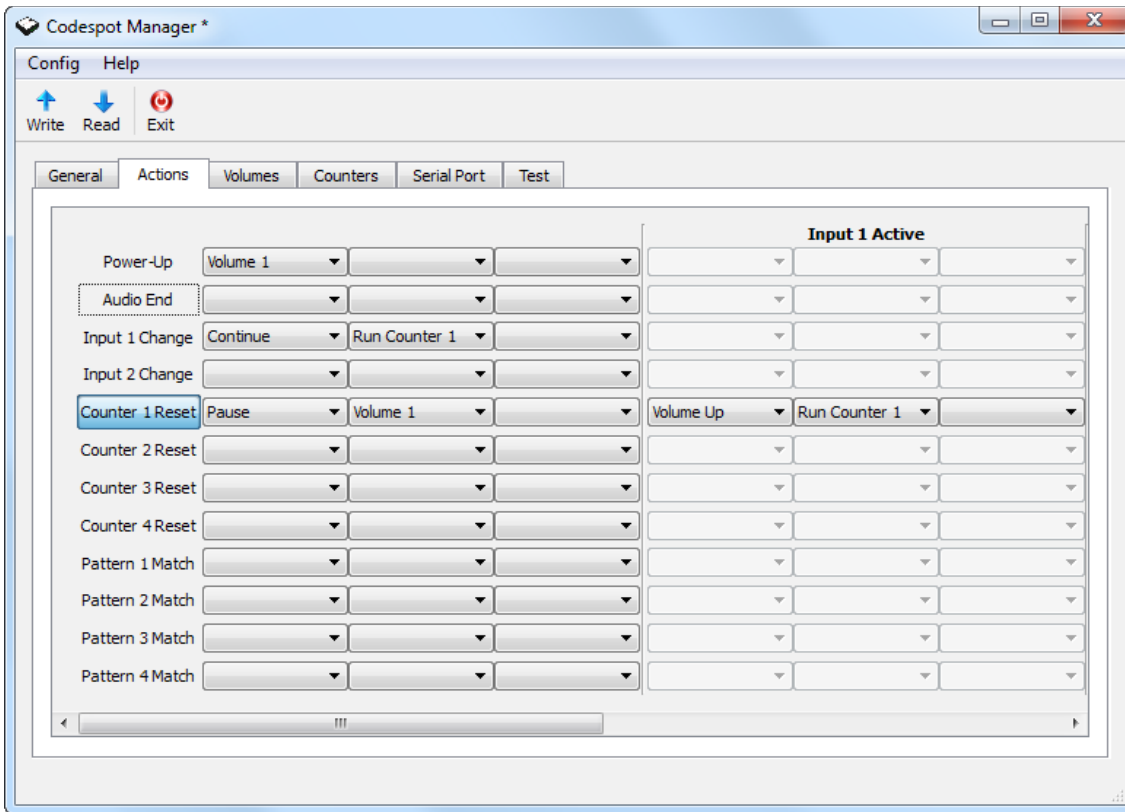 Codespot Manager *
Config Help
Write Read Exit
General Actions Volumes Counters Serial Port Test
Input 1 Active
Power-Up Volume 1
Audio End
Input 1 Change Continue Run Counter 1
Input 2 Change
Counter 1 Reset Pause Volume 1 Volume Up Run Counter 1
Counter 2 Reset
Counter 3 Reset
Counter 4 Reset
Pattern 1 Match
Pattern 2 Match
Pattern 3 Match
Pattern 4 Match